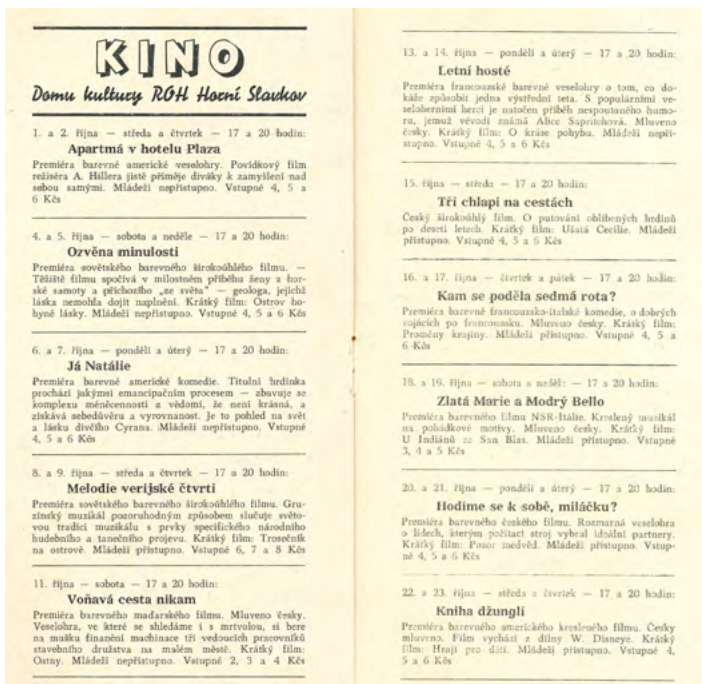 KINO
Domu kultury ROH Horní Slavkov
1. a 2. října — středa a čtvrtek — 17 a 20 hodin:
Apartmá v hotelu Plaza
Premiéra barevné americké veselohry. Povídkový film
režiséra A. Hillera jistě přiměje diváky k zamyšlení nad
sebou samými. Mládeži nepřístupno. Vstupné 4, 5 a
6 Kčs
4. a 5. října — sobota a neděle — 17 a 20 hodin:
Ozvěna minulosti
Premiéra sovětského barevného širokoúhlého filmu. —
Těžiště filmu spočívá v milostném příběhu ženy z hor-
ské samoty a příchozího „ze světa" — geologa, jejichž
láska nemohla dojít naplnění. Krátký film: Ostrov bo-
hyně lásky. Mládeži nepřístupno. Vstupné 4, 5 a 6 Kčs
6. a 7. října — pondělí a úterý — 17 a 20 hodin:
Já Natálie
Premiéra barevné americké komedie. Titulní hrdinka
prochází jakýmsi emancipačním procesem — zbavuje se
komplexu méněcennosti z vědomí, že není krásná, a
získává sebedůvěru a vyrovnanost. Je to pohled na svět
a lásku dívčího Cyrana. Mládeži nepřístupno. Vstupné
4, 5 a 6 Kčs
8. a 9. října — středa a čtvrtek — 17 a 20 hodin:
Melodie verijské čtvrti
Premiéra sovětského barevného širokoúhlého filmu. Gru-
zínský muzikál pozoruhodným způsobem slučuje světo-
vou tradici muzikálu s prvky specifického národního
hudebního a tanečního projevu. Krátký film: Trosečník
na ostrově. Mládeži přístupno. Vstupné 6, 7 a 8 Kčs
11. října — sobota — 17 a 20 hodin:
Voňavá cesta nikam
Premiéra barevného maďarského filmu. Mluveno česky.
Veselohra, ve které se shledáme i s mrtvolou, si bere
na mušku finanční machinace tří vedoucích pracovníků
stavebního družstva na malém městě. Krátký film:
Ostny. Mládeži nepřístupno. Vstupné 2, 3 a 4 Kčs
13. a 14. října — pondělí a úterý — 17 a 20 hodin:
Letní hosté
Premiéra francouzské barevné veselohry o tom, co do-
káže způsobit jedna výstřední teta. S populárními ve-
seloherními herci je natočen příběh nespoutaného humo-
ru, jemuž vévodí známá Alice Sapritchová. Mluveno
česky. Krátký film: O kráse pohybu. Mládeži nepří-
stupno. Vstupné 4, 5 a 6 Kčs
15. října — středa — 17 a 20 hodin:
Tři chlapi na cestách
Český širokoúhlý film. O putování oblíbených hrdinů
po deseti letech. Krátký film: Ušatá Cecílie. Mládeži
přístupno. Vstupné 4, 5 a 6 Kčs
16. a 17. října — čtvrtek a pátek — 17 a 20 hodin:
Kam se poděla sedmá rota?
Premiéra barevné francouzsko-italské komedie, o dobrých
vojácích po francouzsku. Mluveno česky. Krátký film:
Proměny krajiny. Mládeži přístupno. Vstupné 4, 5 a
6 Kčs
18. a 19. října — sobota a neděle — 17 a 20 hodin:
Zlatá Marie a Modrý Bello
Premiéra barevného filmu NSR-Itálie. Kreslený muzikál
na pohádkové motivy. Mluveno česky. Krátký film:
U Indiánů ze San Blas. Mládeži přístupno. Vstupné
3, 4 a 5 Kčs
20. a 21. října — pondělí a úterý — 17 a 20 hodin:
Hodíme se k sobě, miláčku?
Premiéra barevného českého filmu. Rozmarná veselohra
o lidech, kterým počítací stroj vybral ideální partnery.
Krátký film: Pozor medvěd. Mládeži přístupno. Vstup-
né 4, 5 a 6 Kčs
22. a 23. října — středa a čtvrtek — 17 a 20 hodin:
Kniha džunglí
Premiéra barevného amerického kresleného filmu. Česky
mluveno. Film vychází z dílny W. Disneye. Krátký
film: Hrají pro děti. Mládeži přístupno. Vstupné 4,
5 a 6 Kčs